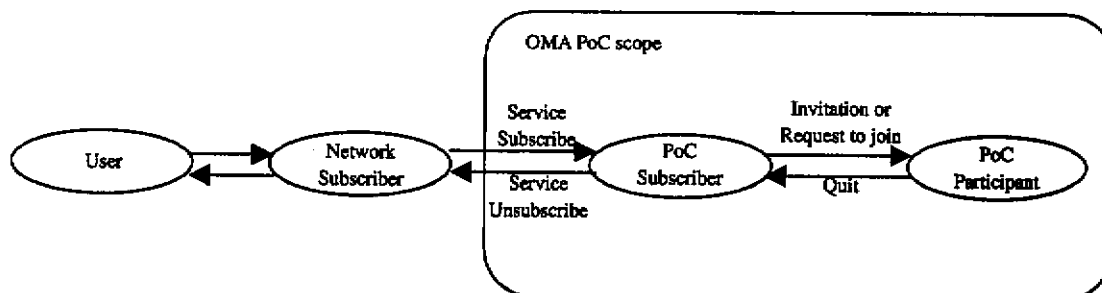 OMA PoC scope
Service
Subscribe
Invitation or
Request to join
User
Network
Subscriber
PoC
Subscriber
PoC
Participant
Service
Unsubscribe
Quit